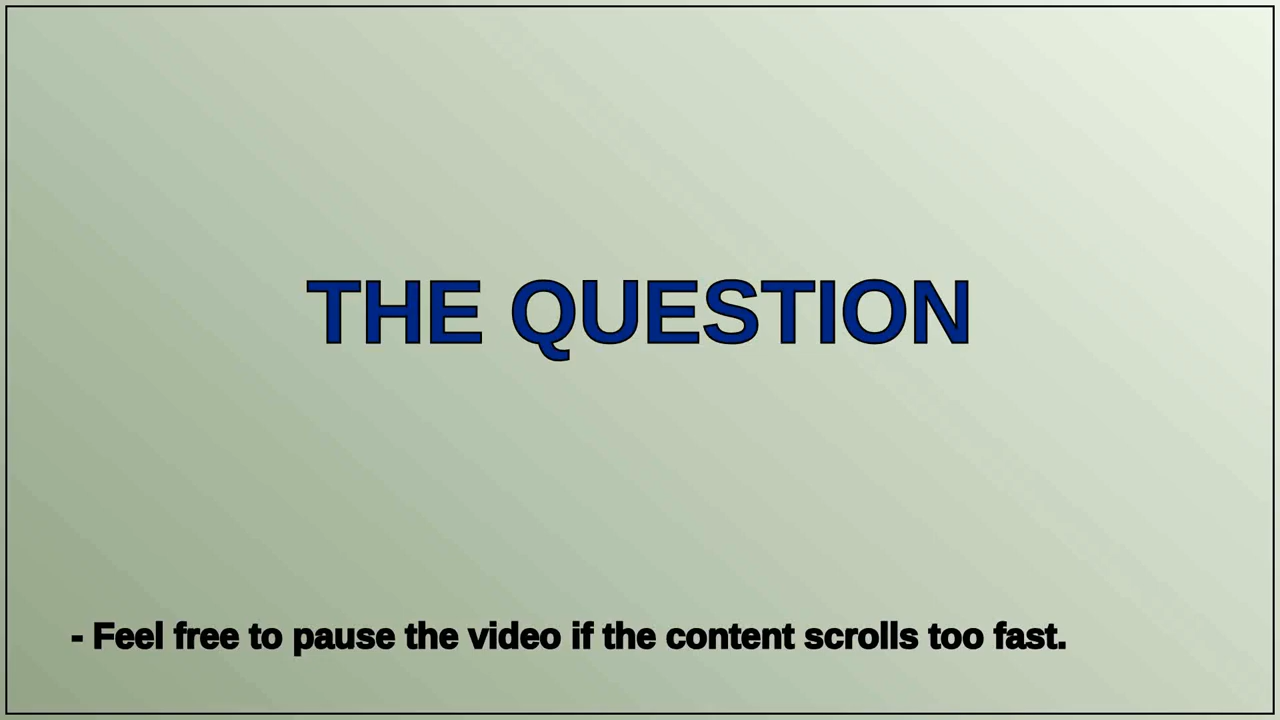 THE QUESTION
- Feel free to pause the video if the content scrolls too fast.